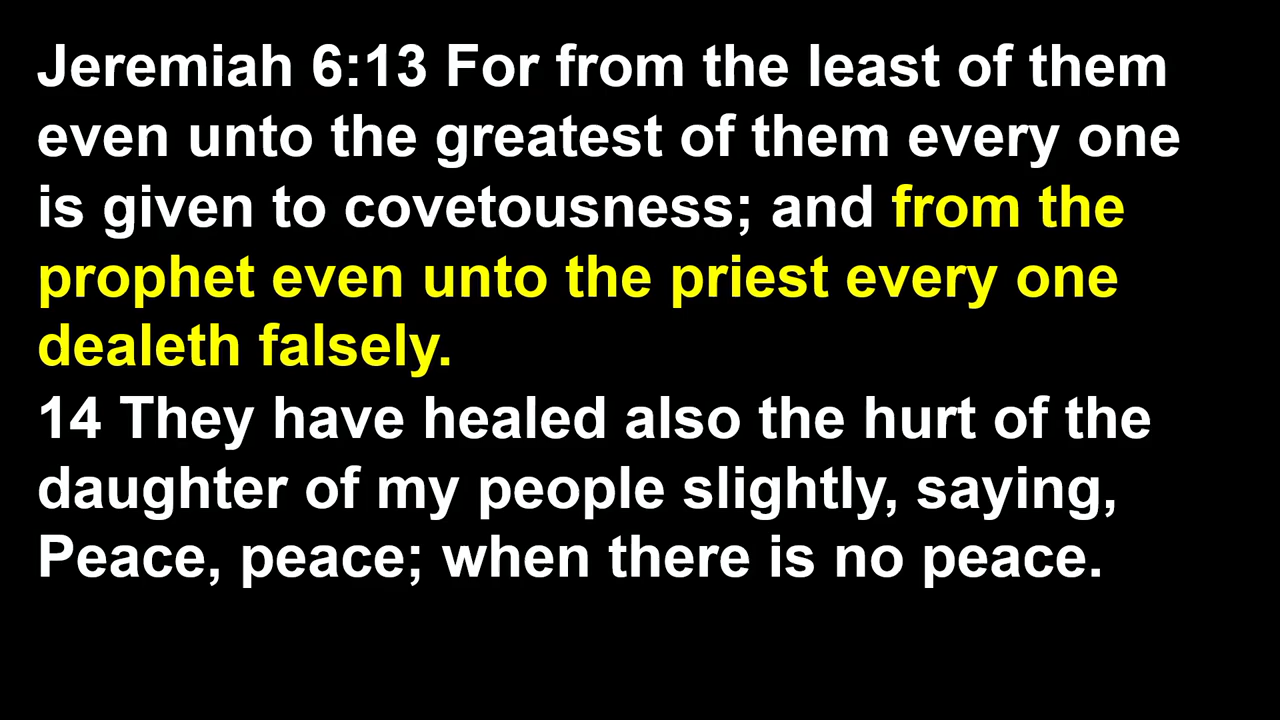 Jeremiah 6:13 For from the least of them
even unto the greatest of them every one
is given to covetousness; and from the
prophet even unto the priest every one
dealeth falsely.
14 They have healed also the hurt of the
daughter of my people slightly, saying,
Peace, peace; when there is no peace.